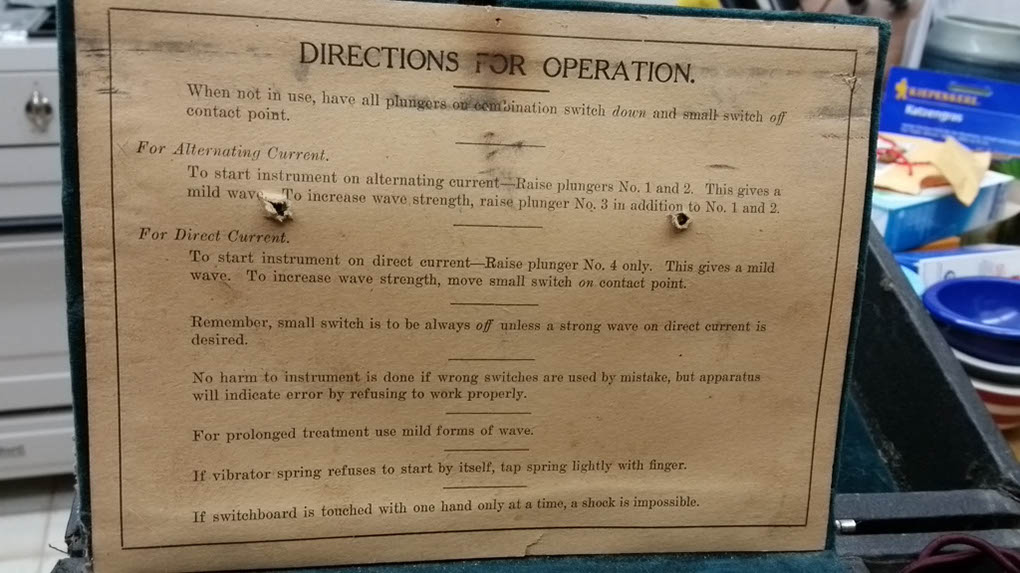 DIRECTIONS FOR OPERATION.
When not in use, have all plungers on combination switch down and small switch off
contact point.
For Alternating Current.
To start instrument on alternating current—Raise plungers No. 1 and 2. This gives a
mild wave. To increase wave strength, raise plunger No. 3 in addition to No. 1 and 2.
For Direct Current.
To start instrument on direct current—Raise plunger No. 4 only. This gives a mild
wave. To increase wave strength, move small switch on contact point.
Remember, small switch is to be always off unless a strong wave on direct current is
desired.
No harm to instrument is done if wrong switches are used by mistake, but apparatus
will indicate error by refusing to work properly.
For prolonged treatment use mild forms of wave.
If vibrator spring refuses to start by itself, tap spring lightly with finger.
If switchboard is touched with one hand only at a time, a shock is impossible.
KIEPENKERL
Katzengras